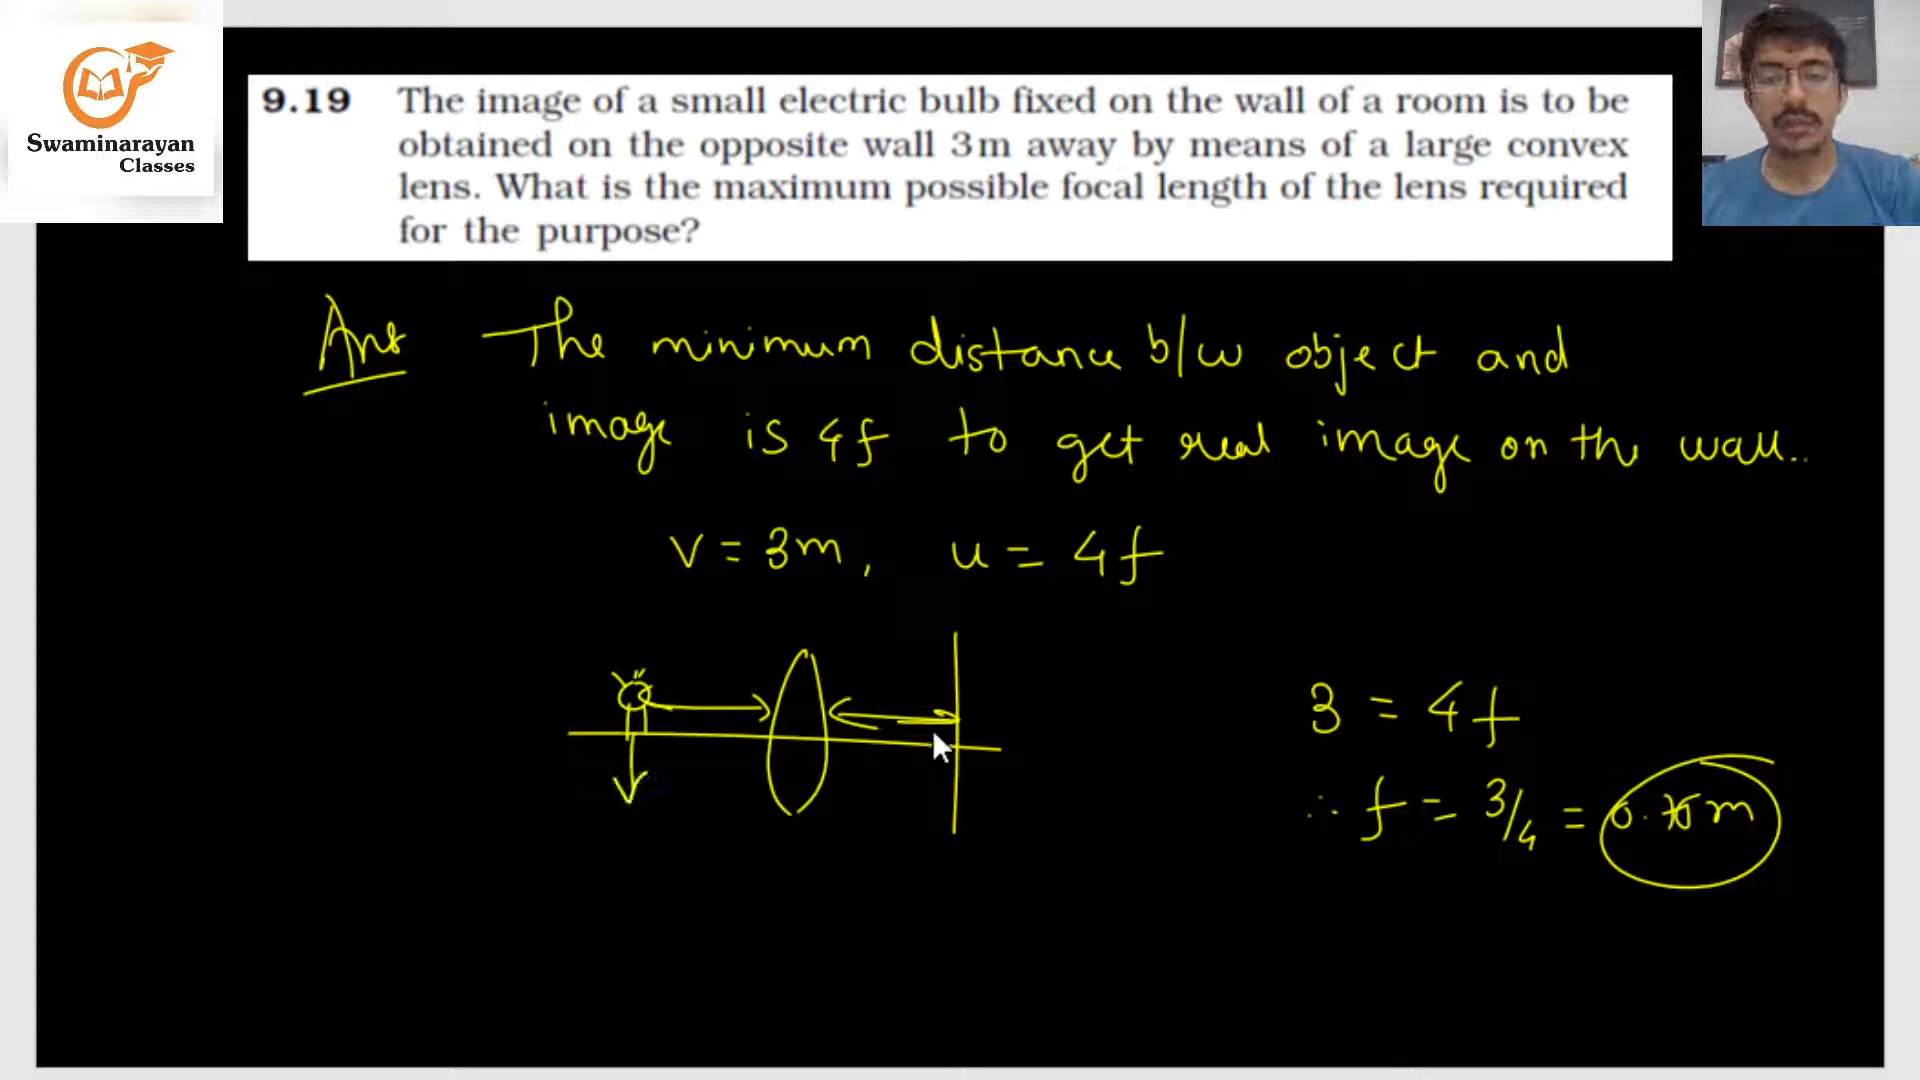 Swaminarayan
Classes
9.19 The image of a small electric bulb fixed on the wall of a room is to be
obtained on the opposite wall 3m away by means of a large convex
lens. What is the maximum possible focal length of the lens required
for the purpose?
Ans The minimum distance b/w object and
image is 4f to get real image on the wall..
v = 3m, u = 4f
3 = 4f
∴ f = 3/4 = 0.75m